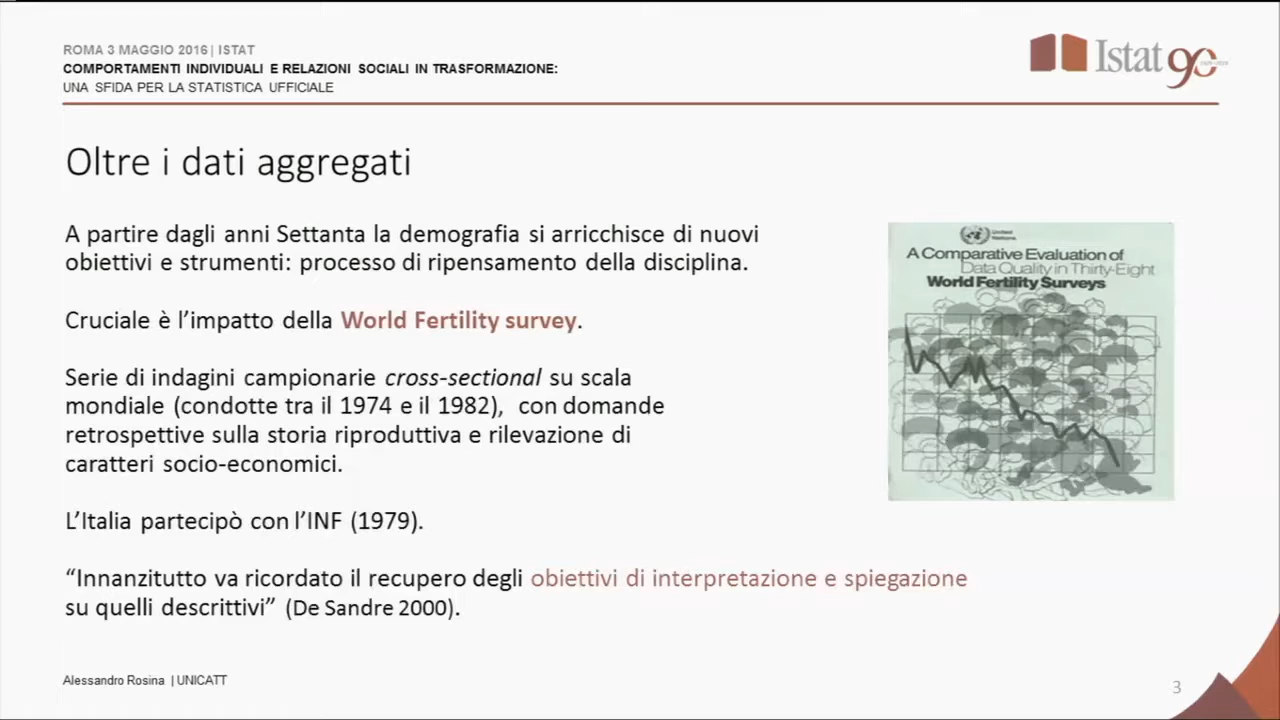 ROMA 3 MAGGIO 2016 | ISTAT
COMPORTAMENTI INDIVIDUALI E RELAZIONI SOCIALI IN TRASFORMAZIONE:
UNA SFIDA PER LA STATISTICA UFFICIALE
Istat 90
Oltre i dati aggregati
A partire dagli anni Settanta la demografia si arricchisce di nuovi
obiettivi e strumenti: processo di ripensamento della disciplina.
Cruciale è l’impatto della World Fertility survey.
Serie di indagini campionarie cross-sectional su scala
mondiale (condotte tra il 1974 e il 1982), con domande
retrospettive sulla storia riproduttiva e rilevazione di
caratteri socio-economici.
L’Italia partecipò con l’INF (1979).
“Innanzitutto va ricordato il recupero degli obiettivi di interpretazione e spiegazione
su quelli descrittivi” (De Sandre 2000).
United
Nations
A Comparative Evaluation of
Data Quality in Thirty-Eight
World Fertility Surveys
Alessandro Rosina | UNICATT
3